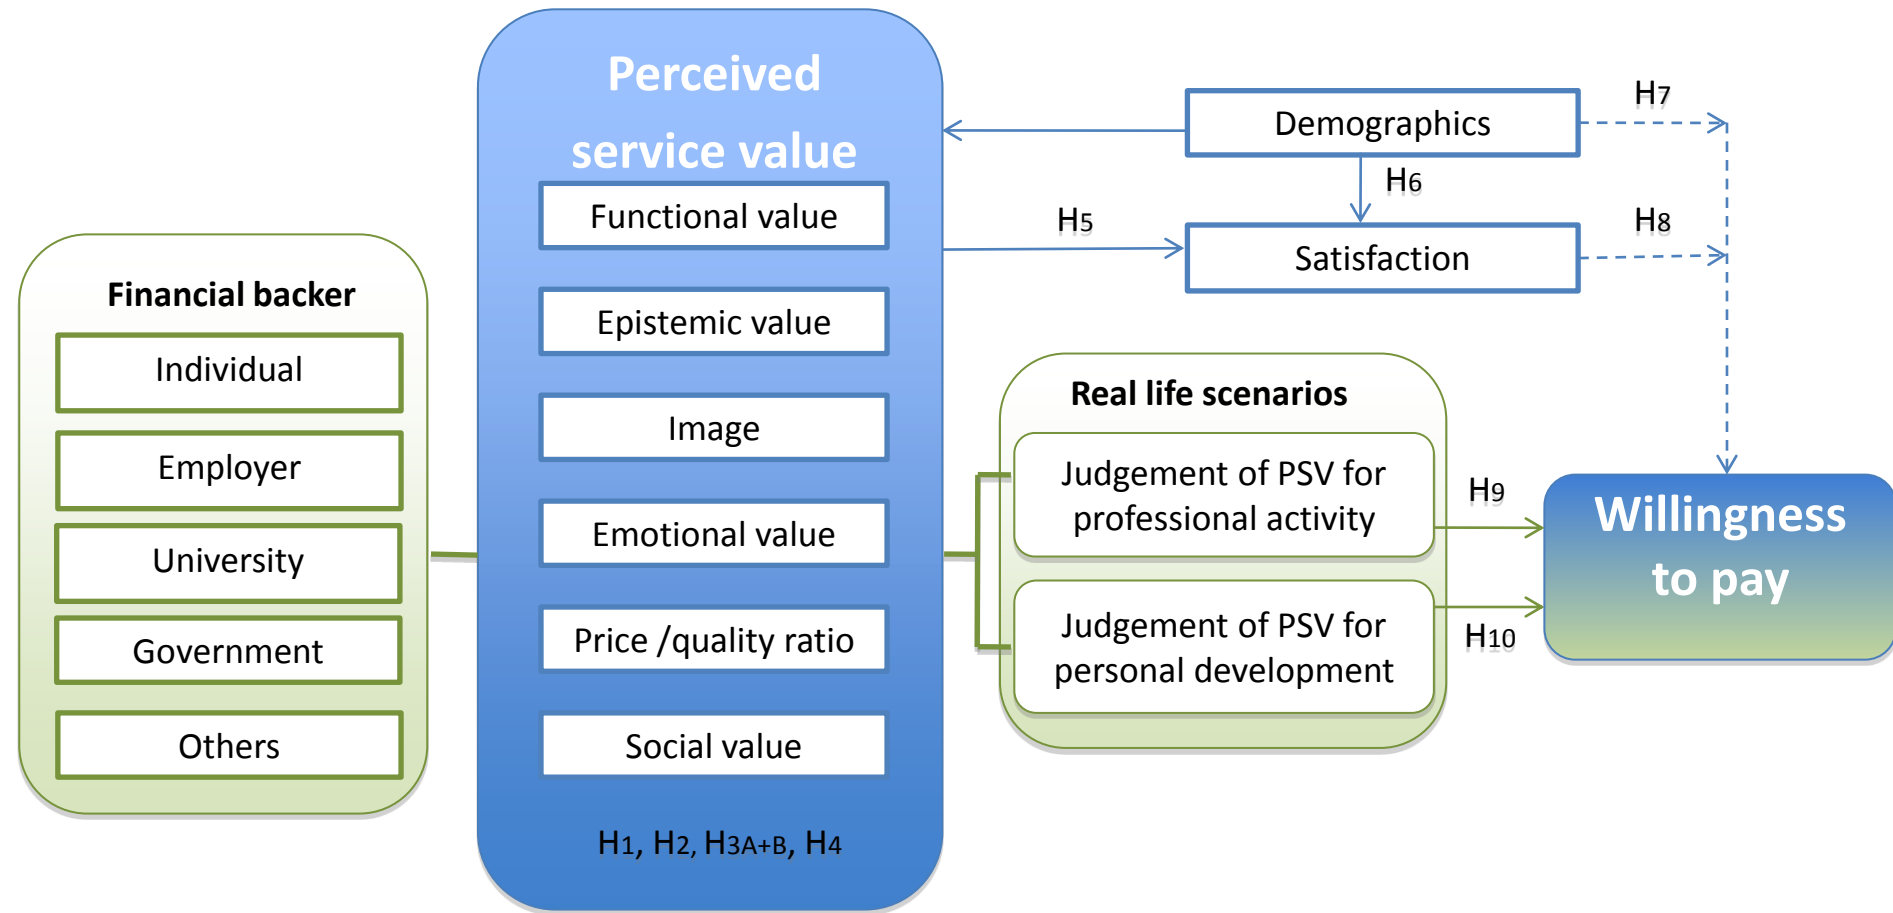 Financial backer
Individual
Employer
University
Government
Others
Perceived
service value
Functional value
Epistemic value
Image
Emotional value
Price /quality ratio
Social value
H1, H2, H3A+B, H4
Demographics
H7
H6
H5
Satisfaction
H8
Real life scenarios
Judgement of PSV for
professional activity
Judgement of PSV for
personal development
H9
H10
Willingness
to pay